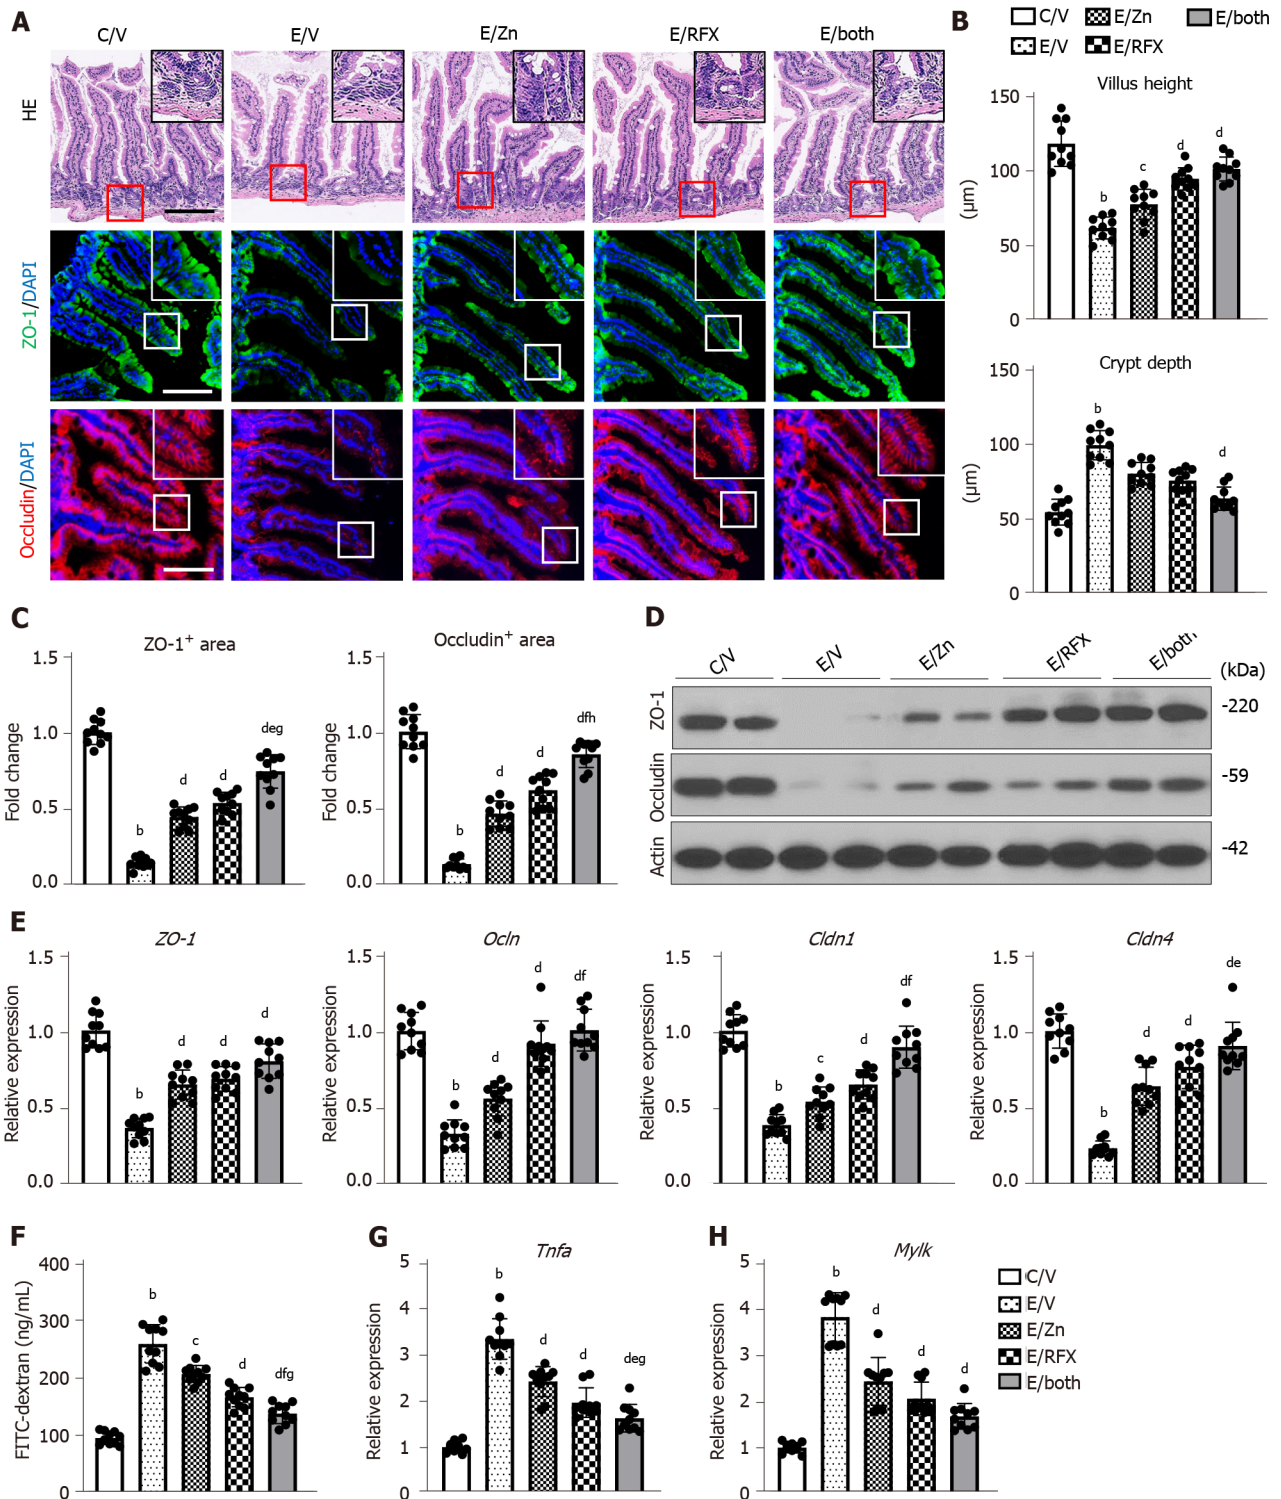 A
C/V
E/V
E/Zn
E/RFX
E/both
HE
ZO-1/DAPI
Occludin/DAPI
B
C/V
E/Zn
E/both
E/V
E/RFX
Villus height
150
100
50
0
(μm)
b
c
d
d
Crypt depth
150
100
50
0
(μm)
b
d
C
ZO-1+ area
1.5
1.0
0.5
0.0
Fold change
b
d
d
deg
Occludin+ area
1.5
1.0
0.5
0.0
Fold change
b
d
d
dfh
D
C/V
E/V
E/Zn
E/RFX
E/both
(kDa)
ZO-1
-220
Occludin
-59
Actin
-42
E
ZO-1
1.5
1.0
0.5
0.0
Relative expression
b
d
d
d
Ocln
1.5
1.0
0.5
0.0
Relative expression
b
d
d
df
Cldn1
1.5
1.0
0.5
0.0
Relative expression
b
c
d
df
Cldn4
1.5
1.0
0.5
0.0
Relative expression
b
d
d
de
F
400
300
200
100
0
FITC-dextran (ng/mL)
b
c
d
dfg
G
Tnfa
5
4
3
2
1
0
Relative expression
b
d
d
deg
H
Mylk
5
4
3
2
1
0
Relative expression
b
d
d
d
C/V
E/V
E/Zn
E/RFX
E/both